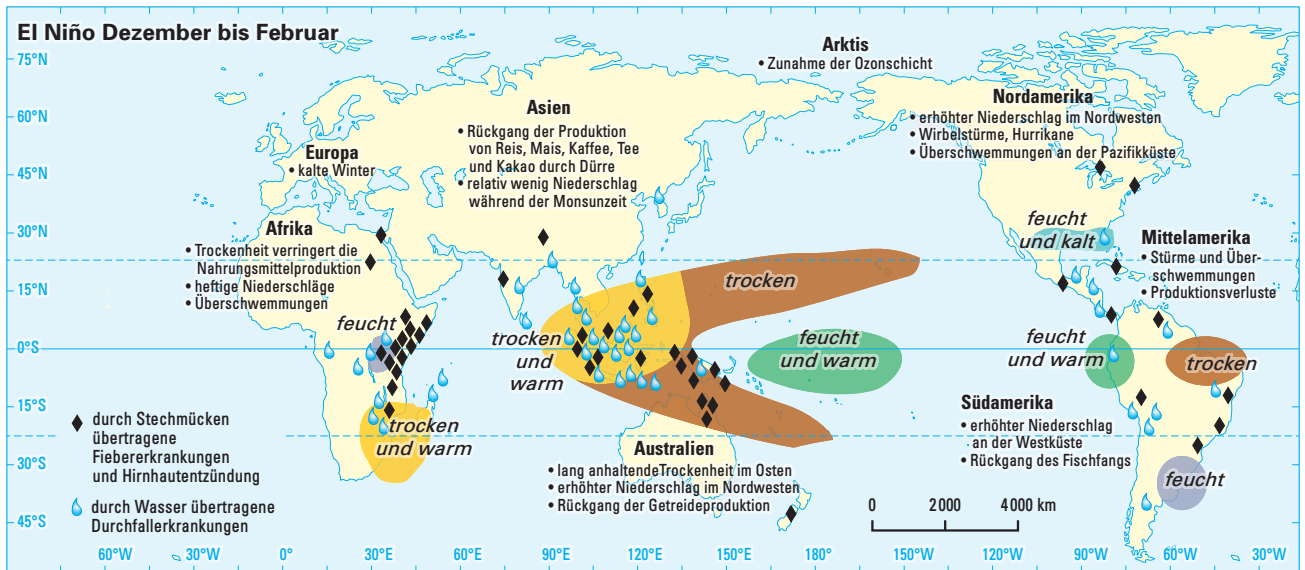 El Niño Dezember bis Februar
75°N
60°N
45°N
30°N
15°N
0°S
15°S
30°S
45°S
Arktis
• Zunahme der Ozonschicht
Asien
• Rückgang der Produktion
von Reis, Mais, Kaffee, Tee
und Kakao durch Dürre
• relativ wenig Niederschlag
während der Monsunzeit
Nordamerika
• erhöhter Niederschlag im Nordwesten
• Wirbelstürme, Hurrikane
• Überschwemmungen an der Pazifikküste
Europa
• kalte Winter
Afrika
• Trockenheit verringert die
Nahrungsmittelproduktion
• heftige Niederschläge
• Überschwemmungen
feucht
und kalt
Mittelamerika
• Stürme und Über-
schwemmungen
• Produktionsverluste
trocken
feucht
trocken
und
warm
feucht
und warm
feucht
und warm
trocken
trocken
und warm
Südamerika
• erhöhter Niederschlag
an der Westküste
• Rückgang des Fischfangs
feucht
Australien
• lang anhaltende Trockenheit im Osten
• erhöhter Niederschlag im Nordwesten
• Rückgang der Getreideproduktion
durch Stechmücken
übertragene
Fiebererkrankungen
und Hirnhautentzündung
durch Wasser übertragene
Durchfallerkrankungen
0 2000 4000 km
60°W 30°W 0° 30°E 60°E 90°E 120°E 150°E 180° 150°W 120°W 90°W 60°W 30°W